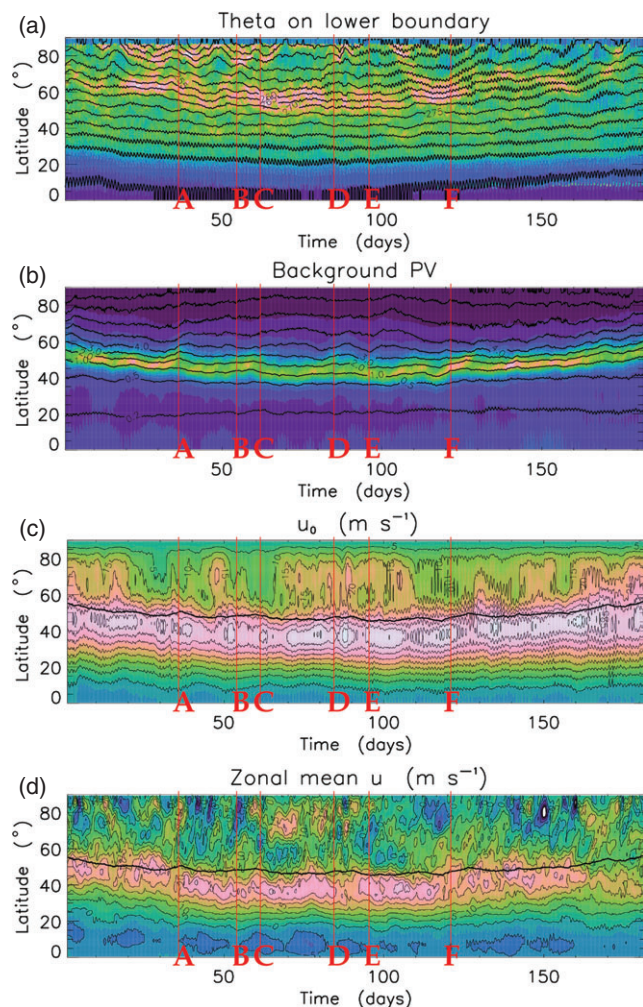 (a)
Theta on lower boundary
Latitude (°)
80
60
40
20
0
A B C D E F
50 100 150
Time (days)
(b)
Background PV
Latitude (°)
80
60
40
20
0
A B C D E F
50 100 150
Time (days)
(c)
u₀ (m s⁻¹)
Latitude (°)
80
60
40
20
0
A B C D E F
50 100 150
Time (days)
(d)
Zonal mean u (m s⁻¹)
Latitude (°)
80
60
40
20
0
A B C D E F
50 100 150
Time (days)